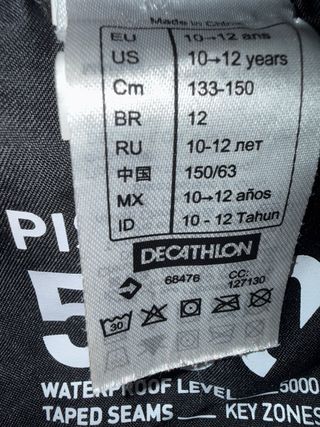 Made in China
EU 10→12 ans
US 10→12 years
Cm 133-150
BR 12
RU 10-12 лет
中国 150/63
MX 10→12 años
ID 10 - 12 Tahun
DECATHLON
68476 CC: 127130
30
WATERPROOF LEVEL 5000
TAPED SEAMS KEY ZONES